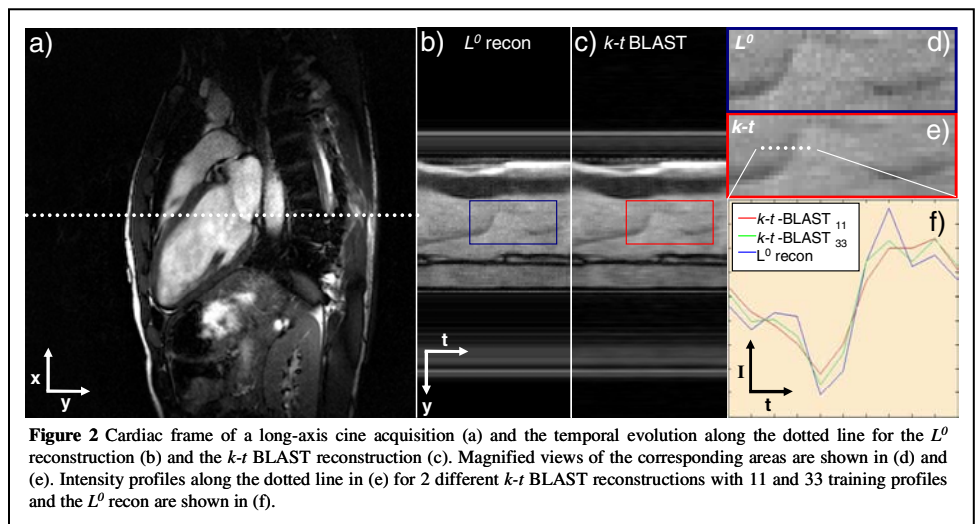 a)
b)
L⁰ recon
c) k-t BLAST
L⁰
d)
k-t
e)
k-t -BLAST 11
k-t -BLAST 33
L⁰ recon
f)
x
y
t
y
I
t
Figure 2 Cardiac frame of a long-axis cine acquisition (a) and the temporal evolution along the dotted line for the L⁰
reconstruction (b) and the k-t BLAST reconstruction (c). Magnified views of the corresponding areas are shown in (d) and
(e). Intensity profiles along the dotted line in (e) for 2 different k-t BLAST reconstructions with 11 and 33 training profiles
and the L⁰ recon are shown in (f).